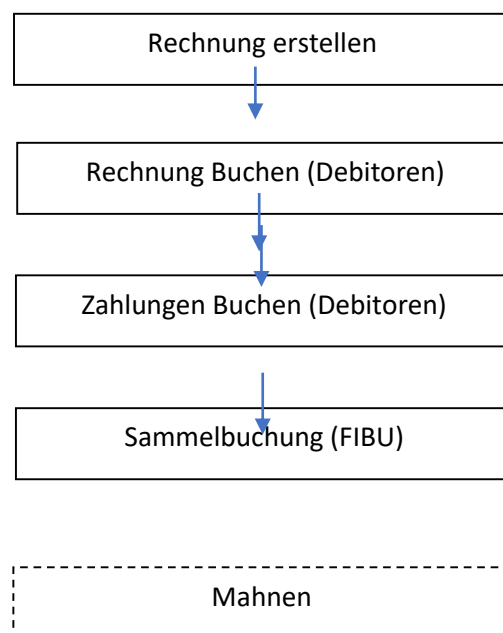 Rechnung erstellen
Rechnung Buchen (Debitoren)
Zahlungen Buchen (Debitoren)
Sammelbuchung (FIBU)
Mahnen